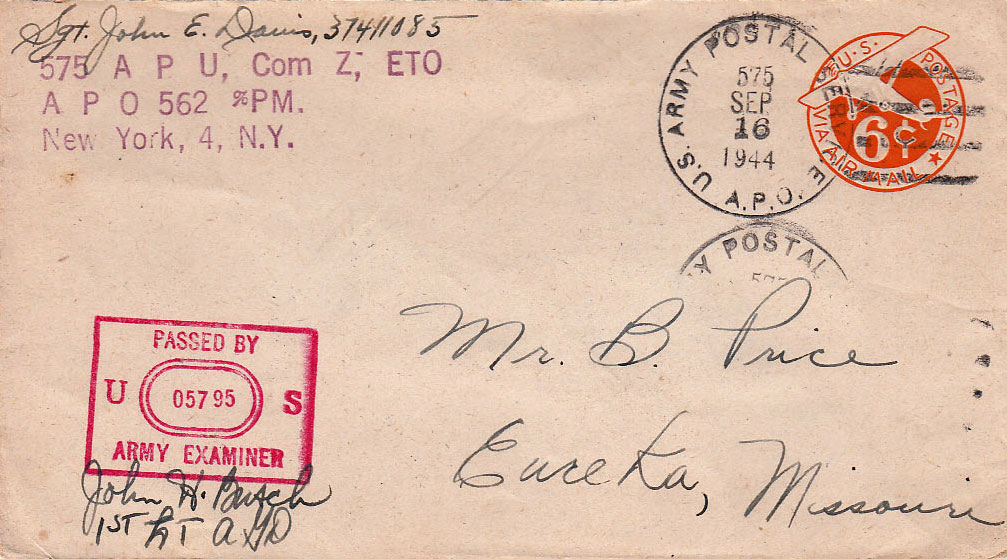 Sgt. John E. Davis, 37411085
575 A P U, Com Z, ETO
A P O 562 %PM.
New York, 4, N.Y.
U.S. ARMY POSTAL SERVICE
575
SEP
16
1944
A.P.O.
U.S. POSTAGE
6¢
VIA AIR MAIL
Y POSTAL
PASSED BY
U 05795 S
ARMY EXAMINER
John H. Busch
1ST LT AGD
Mr. B. Price
Eureka, Missouri